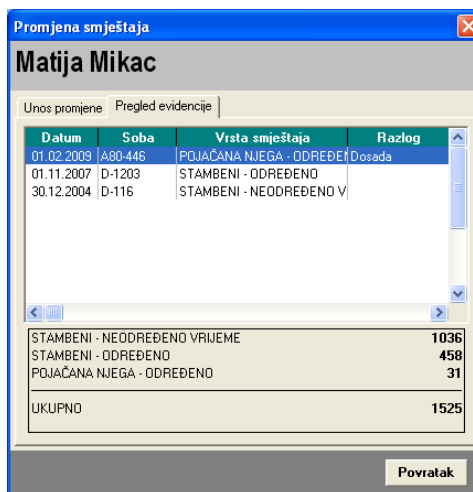 Promjena smještaja
Matija Mikac
Unos promjene Pregled evidencije
Datum Soba Vrsta smještaja Razlog
01.02.2009 A80-446 POJAČANA NJEGA - ODREĐEN Dosada
01.11.2007 D-1203 STAMBENI - ODREĐENO
30.12.2004 D-116 STAMBENI - NEODREĐENO V
STAMBENI - NEODREĐENO VRIJEME 1036
STAMBENI - ODREĐENO 458
POJAČANA NJEGA - ODREĐENO 31
UKUPNO 1525
Povratak